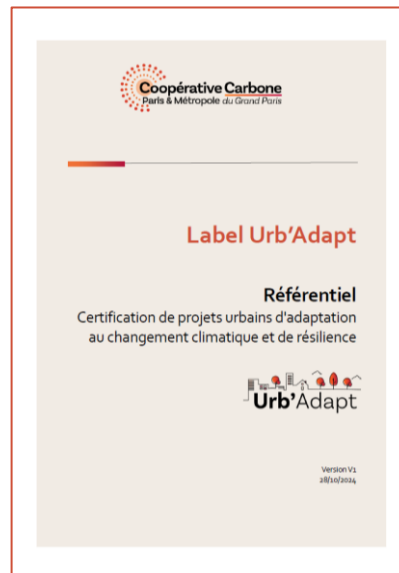 Coopérative Carbone
Paris & Métropole du Grand Paris
Label Urb'Adapt
Référentiel
Certification de projets urbains d'adaptation
au changement climatique et de résilience
Urb'Adapt
Version V1
28/10/2024